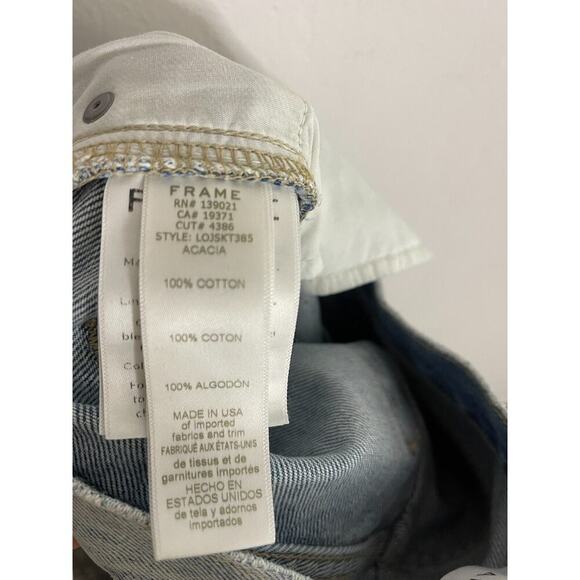 FRAME
RN# 139021
CA# 19371
CUT# 4386
STYLE: LOJSKT385
ACACIA
100% COTTON
100% COTON
100% ALGODÓN
MADE IN USA
of imported
fabrics and trim
FABRIQUÉ AUX ÉTATS-UNIS
de tissus et de
garnitures importés
HECHO EN
ESTADOS UNIDOS
de tela y adornos
importados